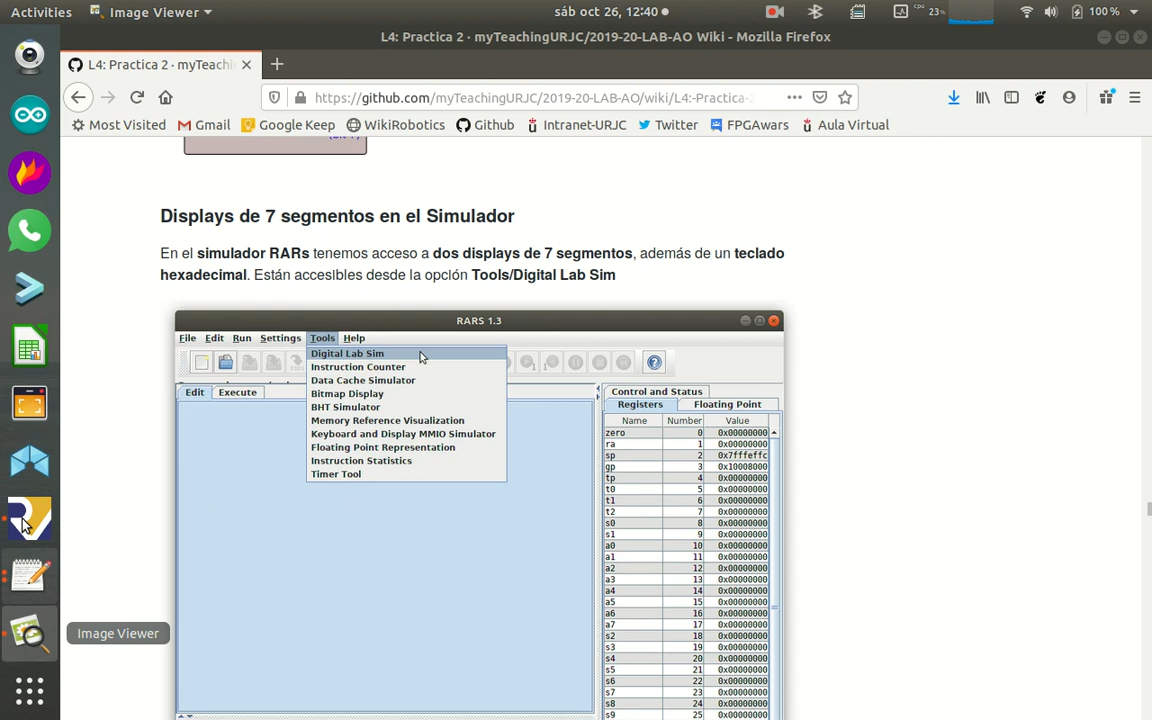 Activities Image Viewer sáb oct 26, 12:40 cpu 23% 100 %
L4: Practica 2 · myTeachingURJC/2019-20-LAB-AO Wiki - Mozilla Firefox
L4: Practica 2 · myTeachi
https://github.com/myTeachingURJC/2019-20-LAB-AO/wiki/L4:-Practica-
Most Visited Gmail Google Keep WikiRobotics Github Intranet-URJC Twitter FPGAwars Aula Virtual
Displays de 7 segmentos en el Simulador
En el simulador RARs tenemos acceso a dos displays de 7 segmentos, además de un teclado
hexadecimal. Están accesibles desde la opción Tools/Digital Lab Sim
RARS 1.3
File Edit Run Settings Tools Help
Digital Lab Sim
Instruction Counter
Data Cache Simulator
Bitmap Display
BHT Simulator
Memory Reference Visualization
Keyboard and Display MMIO Simulator
Floating Point Representation
Instruction Statistics
Timer Tool
Edit Execute
Control and Status
Registers Floating Point
Name Number Value
zero 0 0x00000000
ra 1 0x00000000
sp 2 0x7fffeffc
gp 3 0x10008000
tp 4 0x00000000
t0 5 0x00000000
t1 6 0x00000000
t2 7 0x00000000
s0 8 0x00000000
s1 9 0x00000000
a0 10 0x00000000
a1 11 0x00000000
a2 12 0x00000000
a3 13 0x00000000
a4 14 0x00000000
a5 15 0x00000000
a6 16 0x00000000
a7 17 0x00000000
s2 18 0x00000000
s3 19 0x00000000
s4 20 0x00000000
s5 21 0x00000000
s6 22 0x00000000
s7 23 0x00000000
s8 24 0x00000000
s9 25 0x00000000
Image Viewer